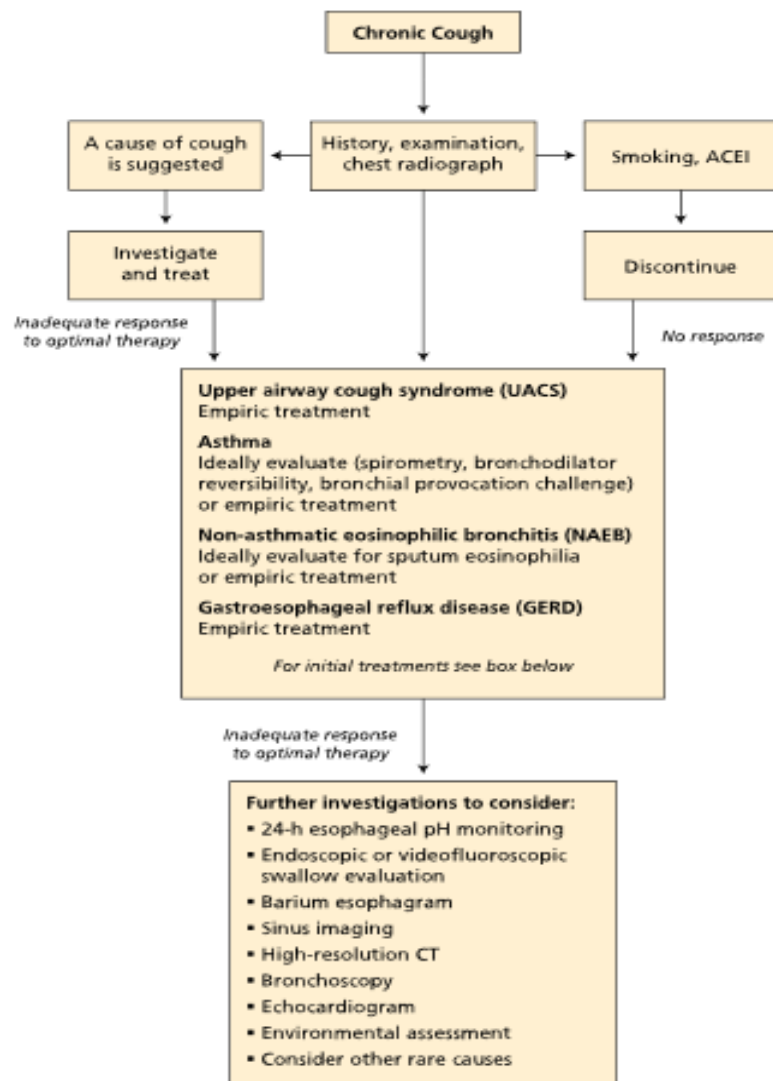 Chronic Cough
A cause of cough
is suggested
History, examination,
chest radiograph
Smoking, ACEI
Investigate
and treat
Discontinue
Inadequate response
to optimal therapy
No response
Upper airway cough syndrome (UACS)
Empiric treatment
Asthma
Ideally evaluate (spirometry, bronchodilator
reversibility, bronchial provocation challenge)
or empiric treatment
Non-asthmatic eosinophilic bronchitis (NAEB)
Ideally evaluate for sputum eosinophilia
or empiric treatment
Gastroesophageal reflux disease (GERD)
Empiric treatment
For initial treatments see box below
Inadequate response
to optimal therapy
Further investigations to consider:
▪ 24-h esophageal pH monitoring
▪ Endoscopic or videofluoroscopic
swallow evaluation
▪ Barium esophagram
▪ Sinus imaging
▪ High-resolution CT
▪ Bronchoscopy
▪ Echocardiogram
▪ Environmental assessment
▪ Consider other rare causes